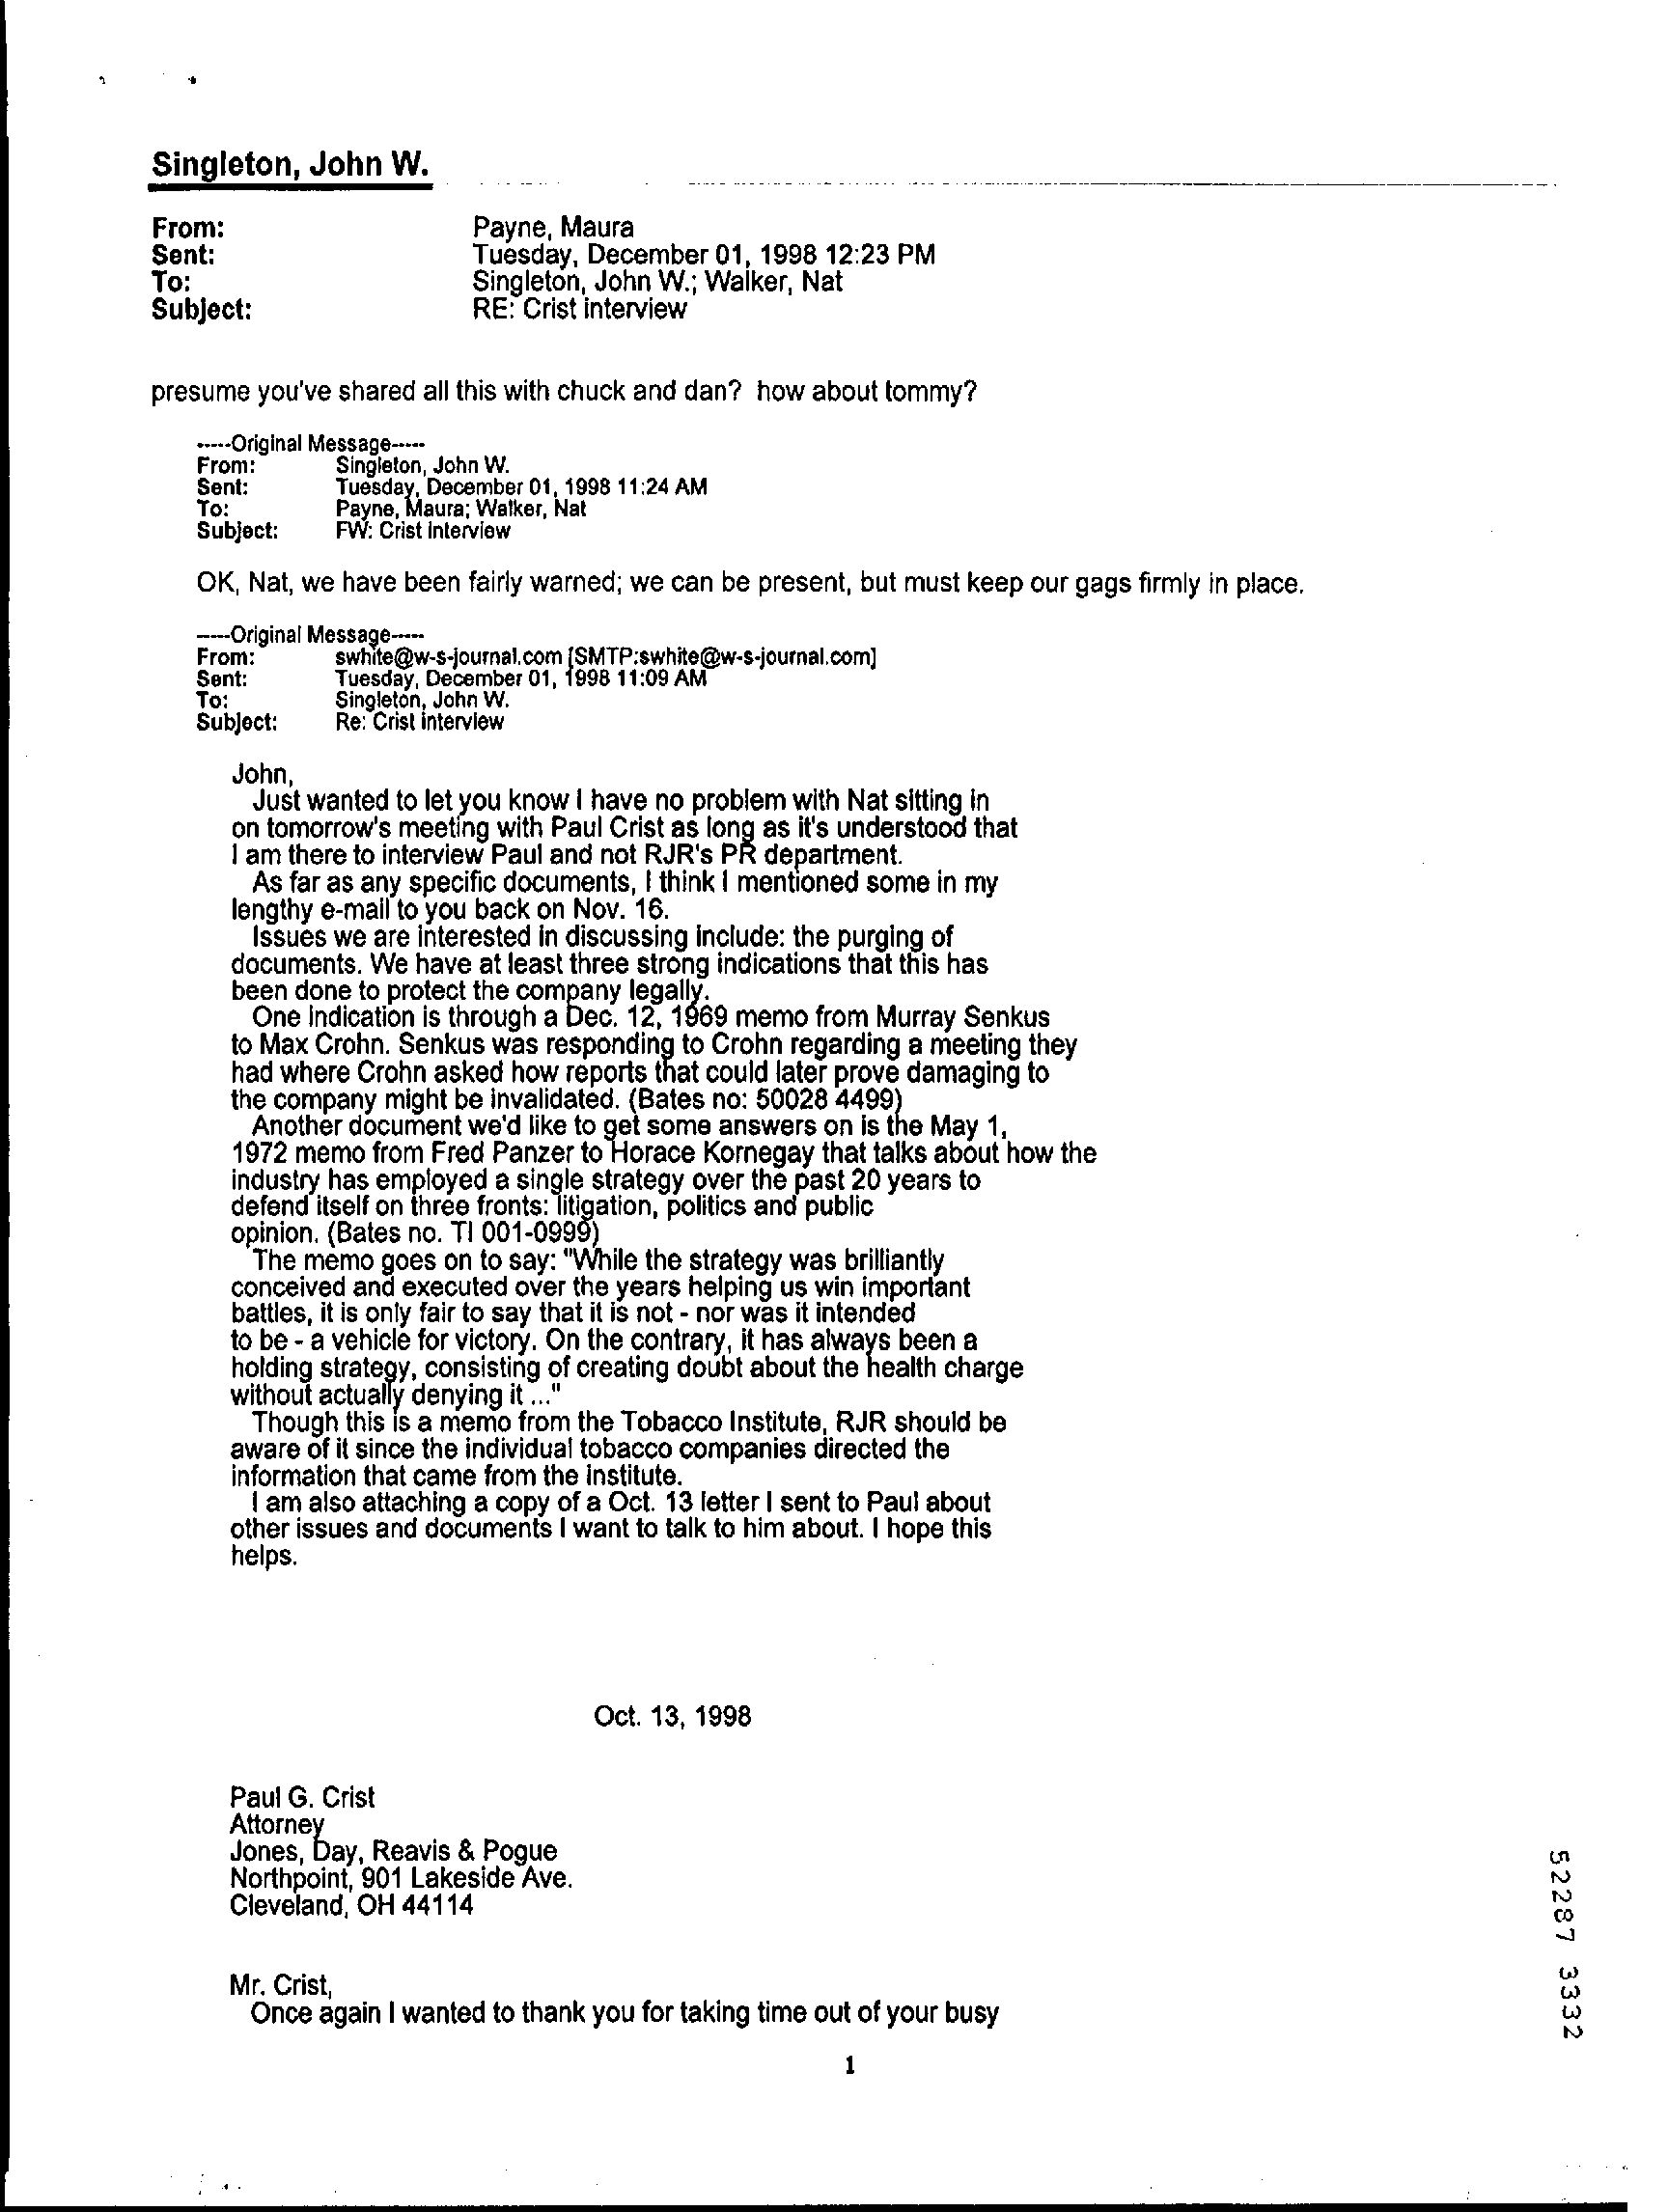 Singleton, John W.
From: Payne, Maura
Sent: Tuesday, December 01, 1998 12:23 PM
To: Singleton, John W.; Walker, Nat
Subject: RE: Crist interview
presume you've shared all this with chuck and dan? how about tommy?
-----Original Message-----
From: Singleton, John W.
Sent: Tuesday, December 01, 1998 11:24 AM
To: Payne, Maura; Walker, Nat
Subject: FW: Crist interview
OK, Nat, we have been fairly warned; we can be present, but must keep our gags firmly in place.
-----Original Message-----
From: swhite@w-s-journal.com [SMTP:swhite@w-s-journal.com]
Sent: Tuesday, December 01, 1998 11:09 AM
To: Singleton, John W.
Subject: Re: Crist interview
John,
Just wanted to let you know I have no problem with Nat sitting in
on tomorrow's meeting with Paul Crist as long as it's understood that
I am there to interview Paul and not RJR's PR department.
As far as any specific documents, I think I mentioned some in my
lengthy e-mail to you back on Nov. 16.
Issues we are interested in discussing include: the purging of
documents. We have at least three strong indications that this has
been done to protect the company legally.
One indication is through a Dec. 12, 1969 memo from Murray Senkus
to Max Crohn. Senkus was responding to Crohn regarding a meeting they
had where Crohn asked how reports that could later prove damaging to
the company might be invalidated. (Bates no: 50028 4499)
Another document we'd like to get some answers on is the May 1,
1972 memo from Fred Panzer to Horace Kornegay that talks about how the
industry has employed a single strategy over the past 20 years to
defend itself on three fronts: litigation, politics and public
opinion. (Bates no. TI 001-0999)
The memo goes on to say: "While the strategy was brilliantly
conceived and executed over the years helping us win important
battles, it is only fair to say that it is not - nor was it intended
to be - a vehicle for victory. On the contrary, it has always been a
holding strategy, consisting of creating doubt about the health charge
without actually denying it ..."
Though this is a memo from the Tobacco Institute, RJR should be
aware of it since the individual tobacco companies directed the
information that came from the institute.
I am also attaching a copy of a Oct. 13 letter I sent to Paul about
other issues and documents I want to talk to him about. I hope this
helps.
Oct. 13, 1998
Paul G. Crist
Attorney
Jones, Day, Reavis & Pogue
Northpoint, 901 Lakeside Ave.
Cleveland, OH 44114
Mr. Crist,
Once again I wanted to thank you for taking time out of your busy
1
52287 3332